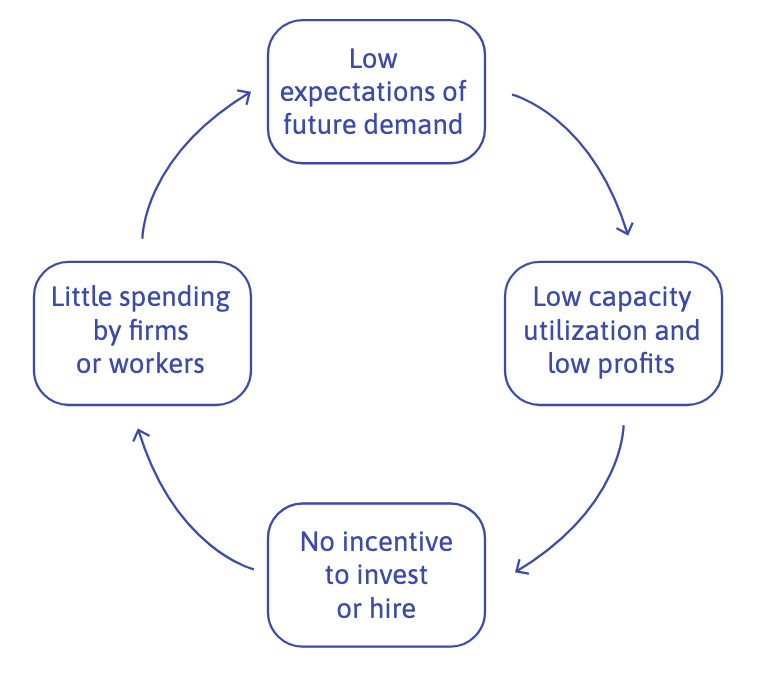 Low
expectations of
future demand
Low capacity
utilization and
low profits
No incentive
to invest
or hire
Little spending
by firms
or workers